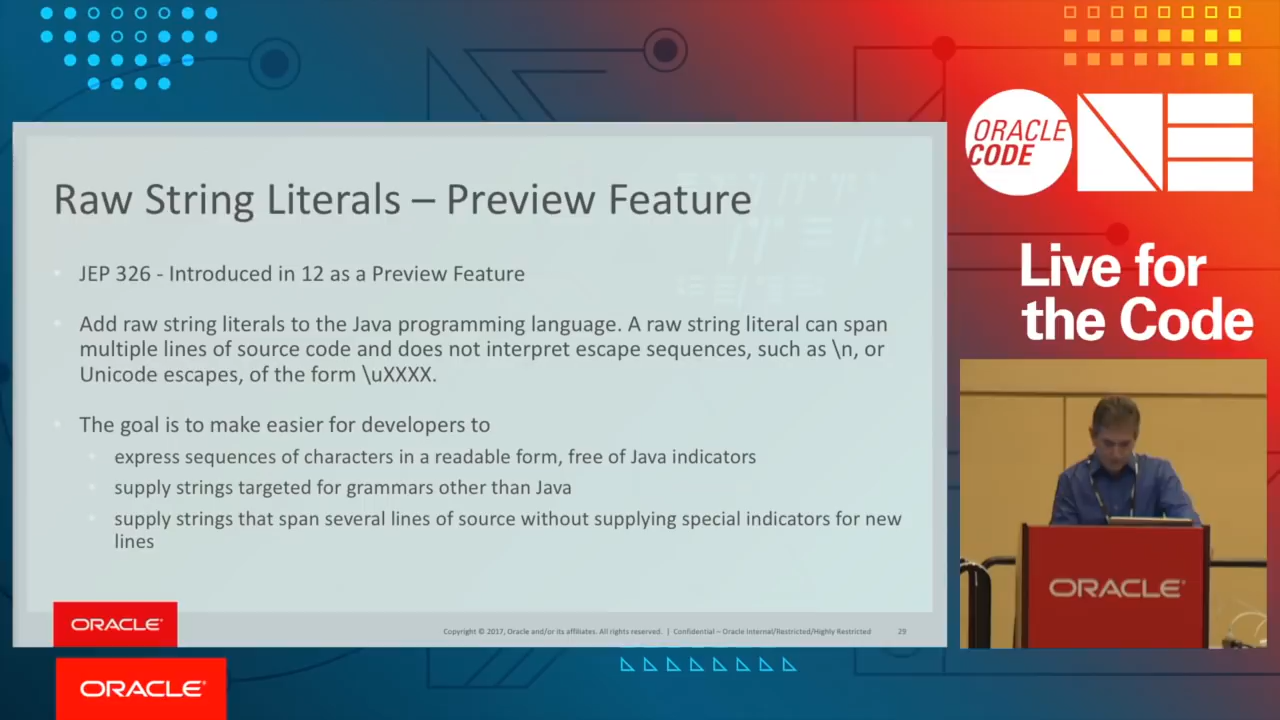 Raw String Literals – Preview Feature
JEP 326 - Introduced in 12 as a Preview Feature
Add raw string literals to the Java programming language. A raw string literal can span
multiple lines of source code and does not interpret escape sequences, such as \n, or
Unicode escapes, of the form \uXXXX.
The goal is to make easier for developers to
express sequences of characters in a readable form, free of Java indicators
supply strings targeted for grammars other than Java
supply strings that span several lines of source without supplying special indicators for new
lines
ORACLE
Copyright © 2017, Oracle and/or its affiliates. All rights reserved. | Confidential – Oracle Internal/Restricted/Highly Restricted 29
ORACLE
ORACLE
CODE
ONE
Live for
the Code
ORACLE